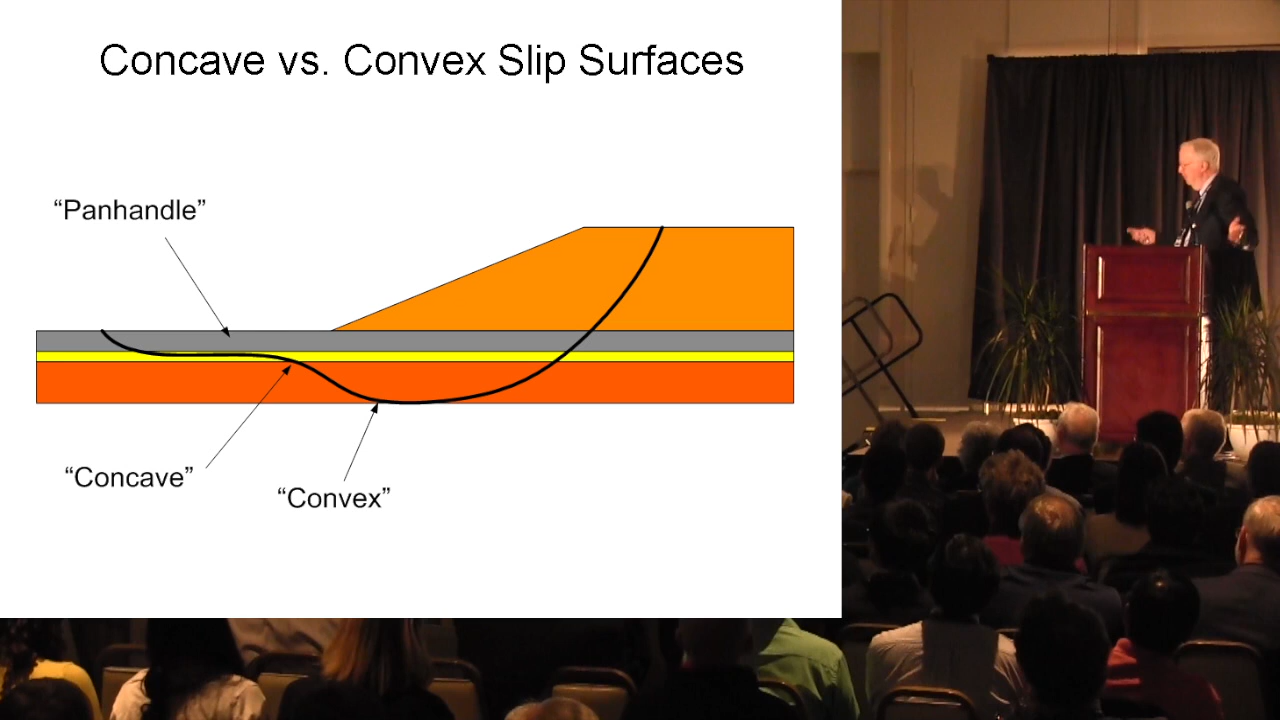 Concave vs. Convex Slip Surfaces
“Panhandle”
“Concave”
“Convex”